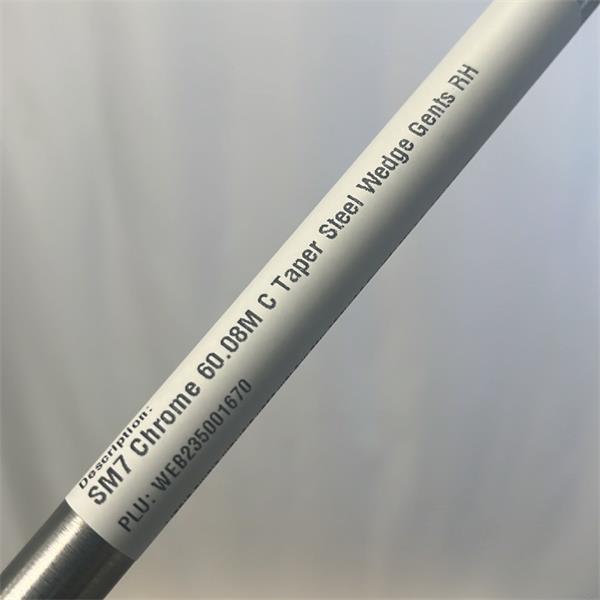 Description:
SM7 Chrome 60.08M C Taper Steel Wedge Gents RH
PLU: WEB235001670